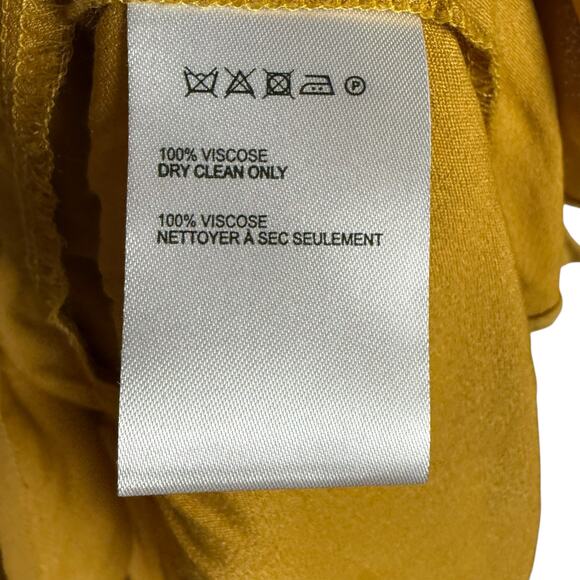 P
100% VISCOSE
DRY CLEAN ONLY
100% VISCOSE
NETTOYER À SEC SEULEMENT